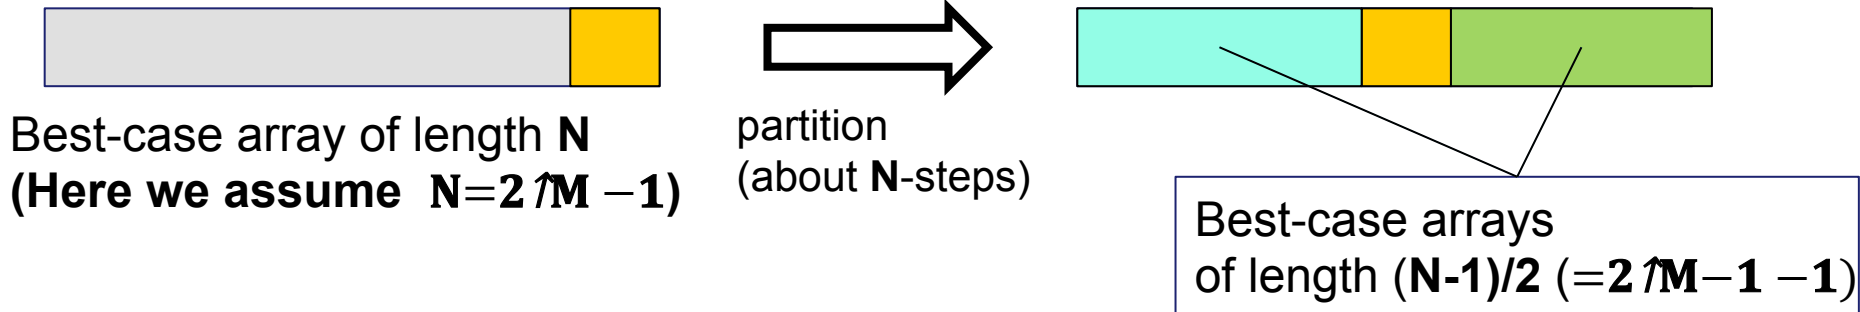 Best-case array of length N
(Here we assume N=2↑M −1)
partition
(about N-steps)
Best-case arrays
of length (N-1)/2 (=2↑M−1 −1)